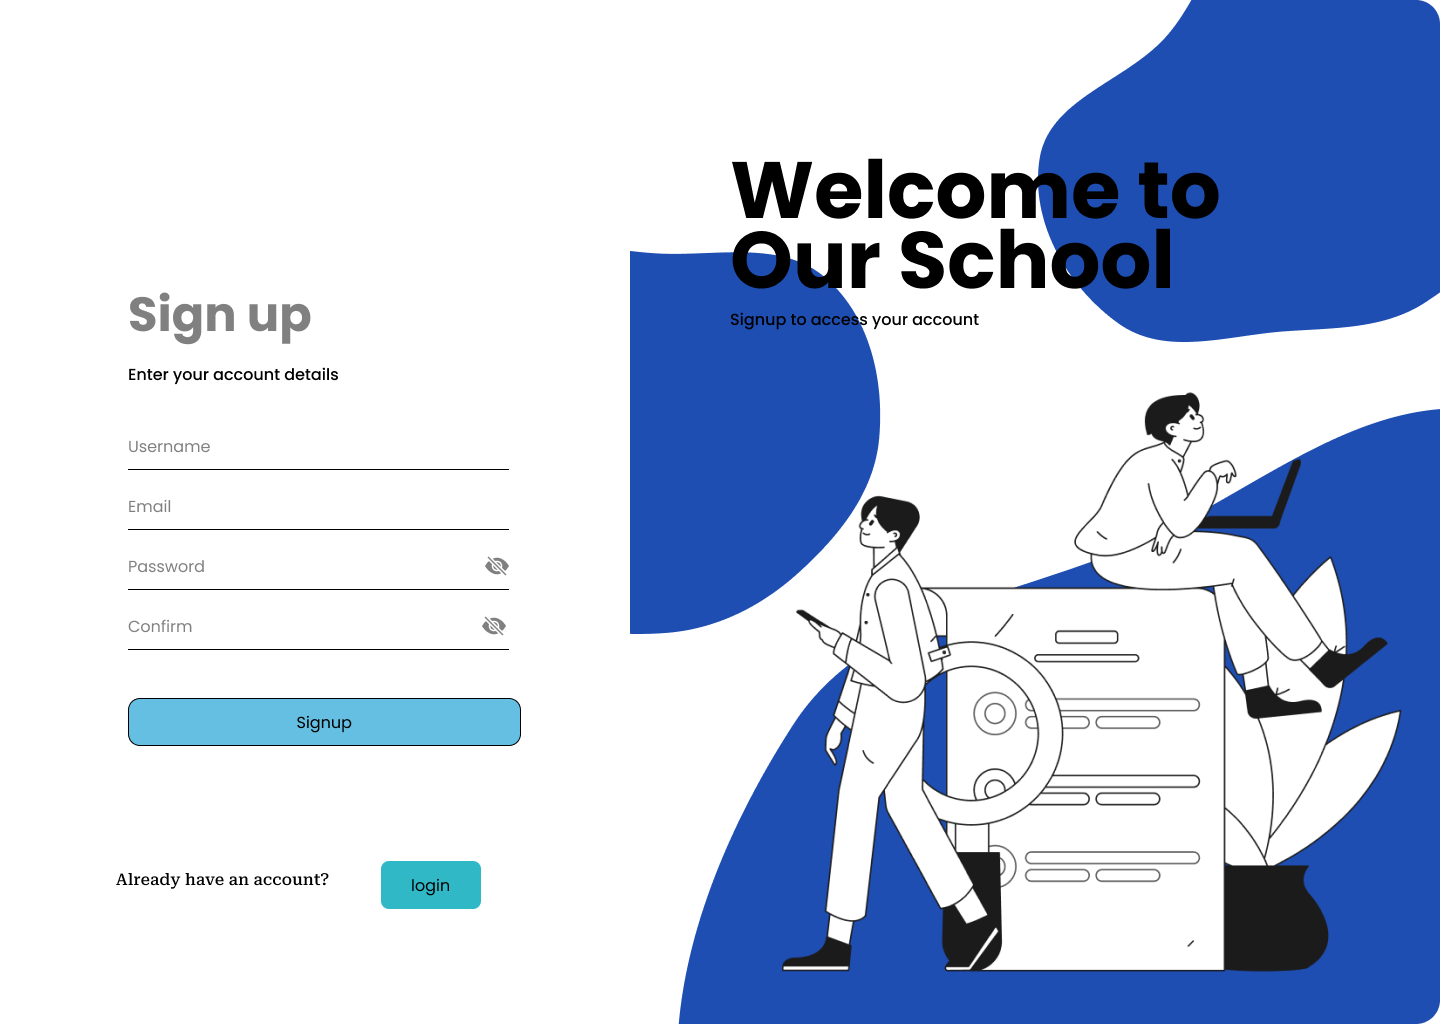 Sign up
Enter your account details
Username
Email
Password
Confirm
Signup
Already have an account?
login
Welcome to
Our School
Signup to access your account